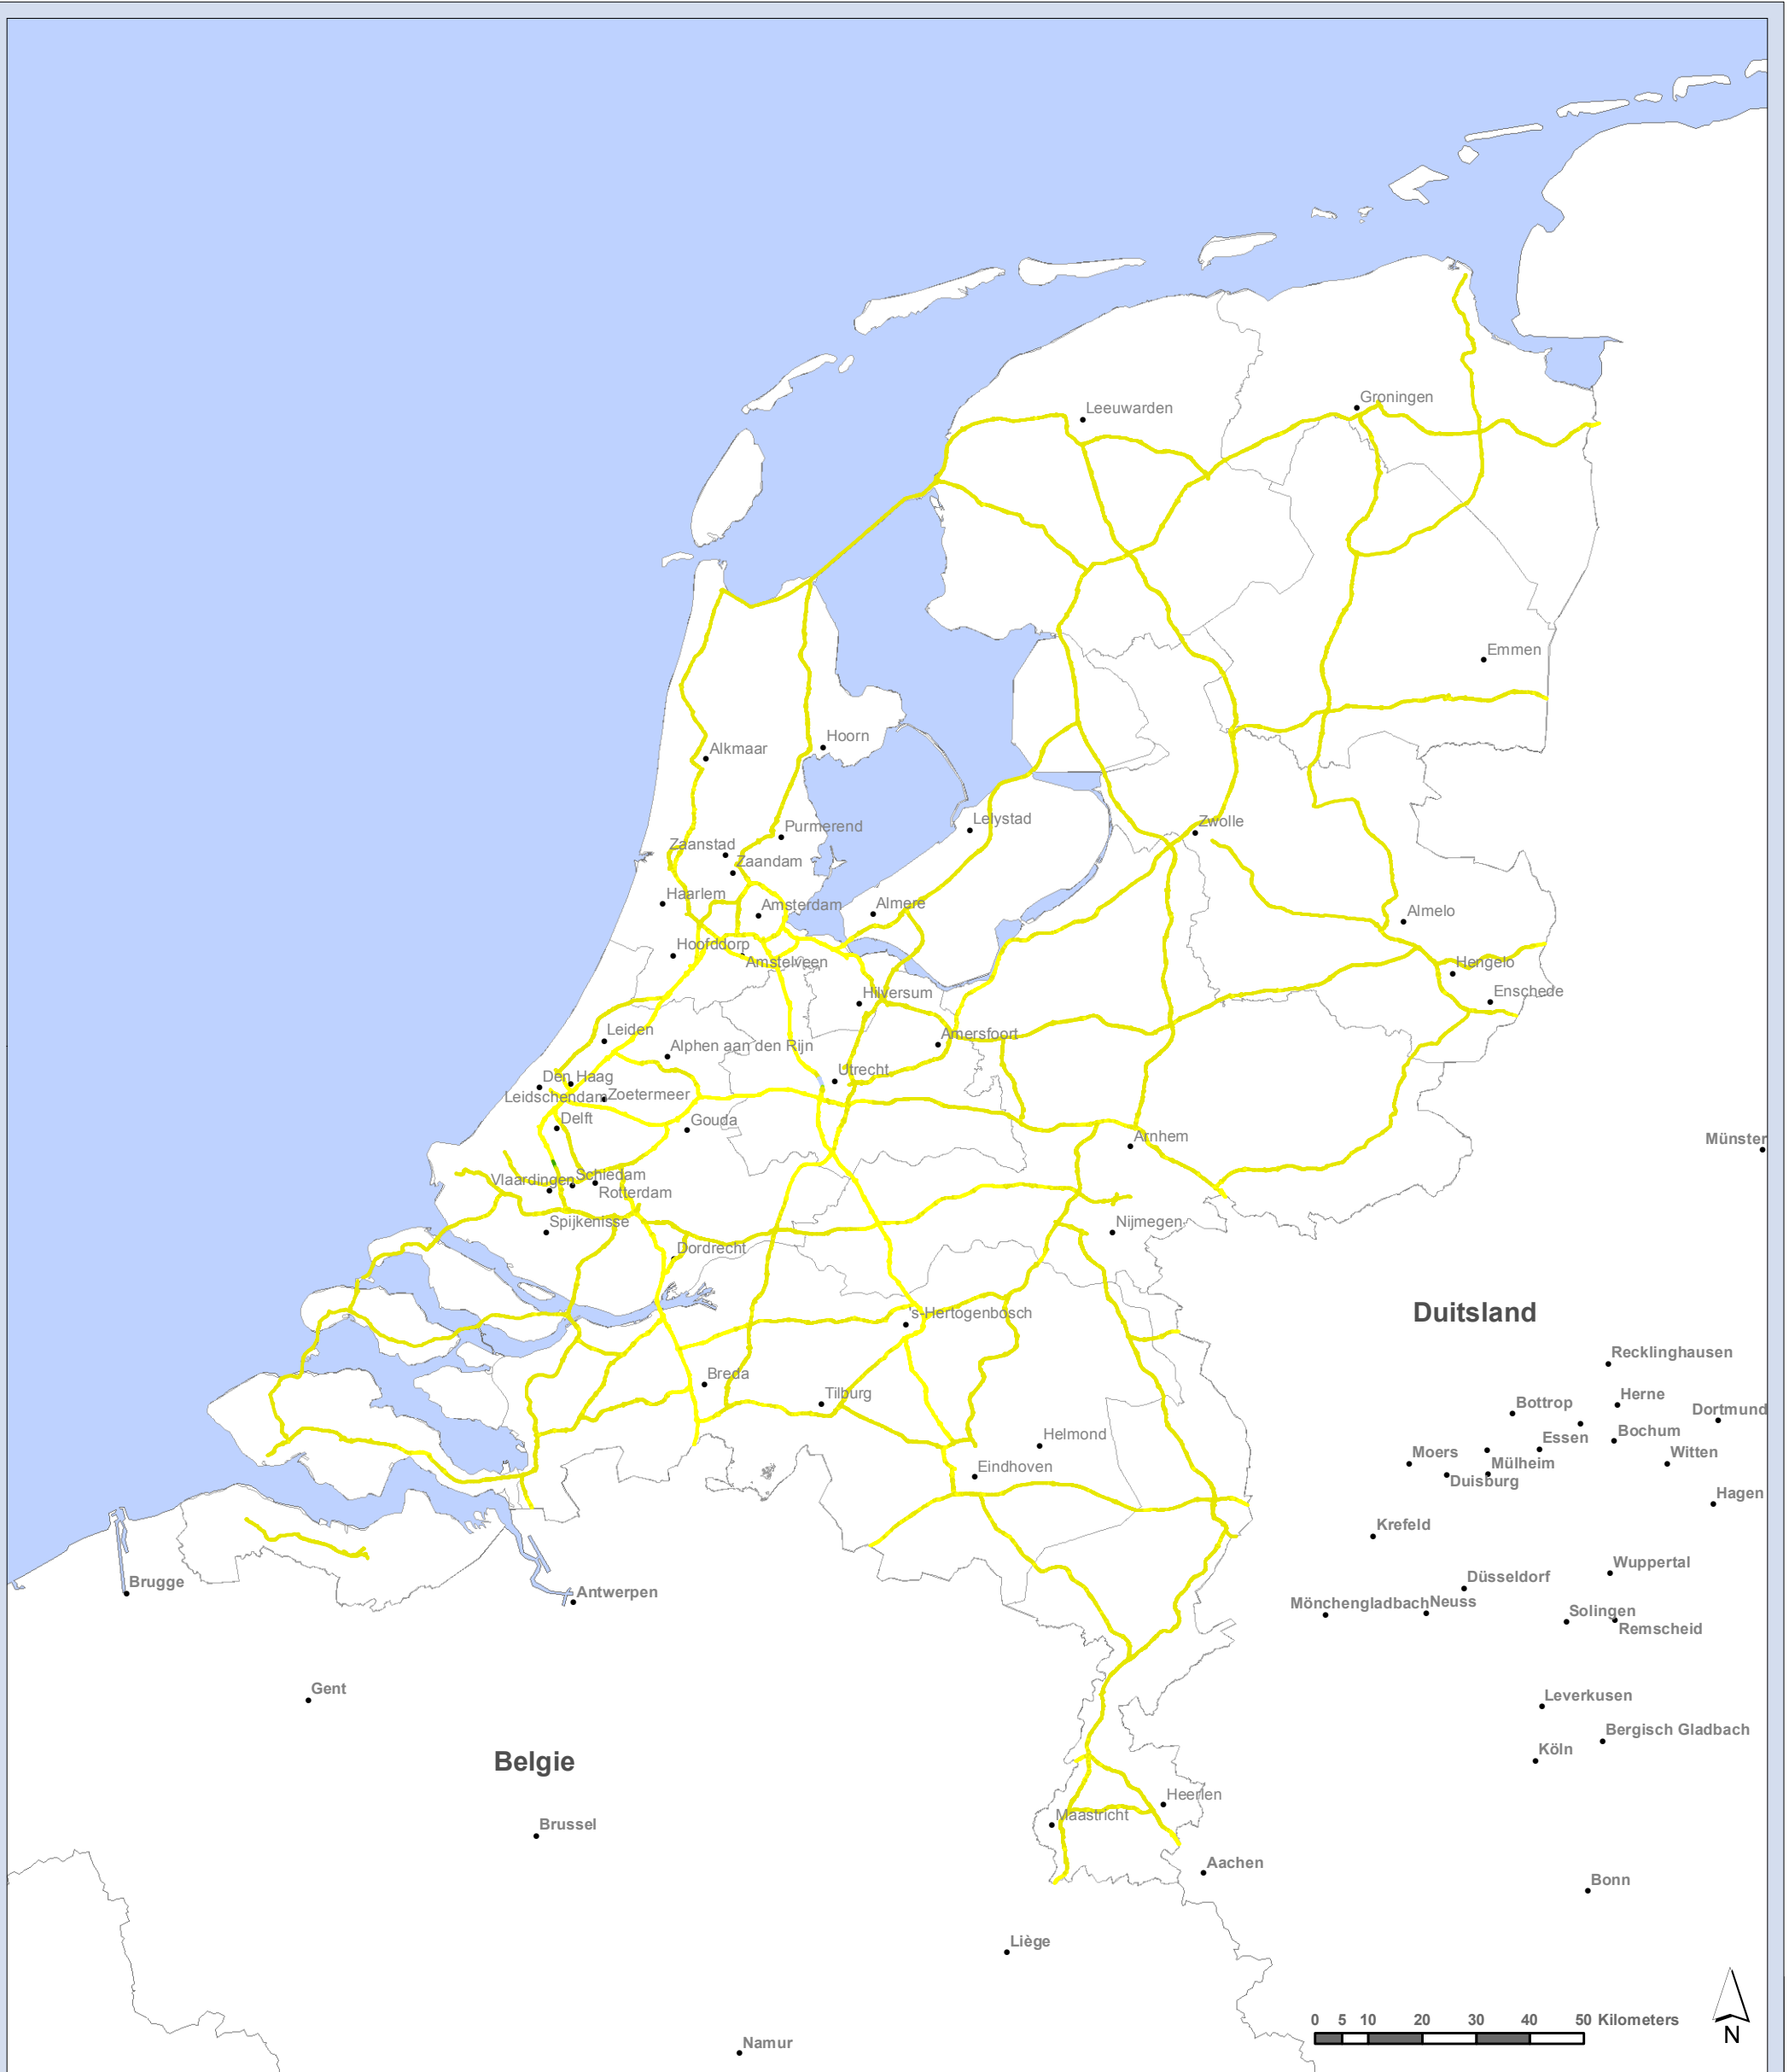 Groningen
Leeuwarden
Emmen
Hoorn
Alkmaar
Lelystad
Zwolle
Purmerend
Zaanstad
Zaandam
Haarlem
Amsterdam
Almere
Almelo
Hoofddorp
Amstelveen
Hengelo
Hilversum
Enschede
Leiden
Amersfoort
Alphen aan den Rijn
Utrecht
Den Haag
Leidschendam
Zoetermeer
Delft
Gouda
Arnhem
Münster
Vlaardingen
Schiedam
Rotterdam
Spijkenisse
Nijmegen
Dordrecht
's-Hertogenbosch
Duitsland
Recklinghausen
Breda
Tilburg
Bottrop
Herne
Dortmund
Helmond
Essen
Bochum
Moers
Mülheim
Witten
Eindhoven
Duisburg
Hagen
Krefeld
Wuppertal
Brugge
Antwerpen
Düsseldorf
Mönchengladbach
Neuss
Solingen
Remscheid
Gent
Leverkusen
Bergisch Gladbach
Belgie
Köln
Heerlen
Maastricht
Brussel
Aachen
Bonn
Liège
0 5 10 20 30 40 50 Kilometers
N
Namur